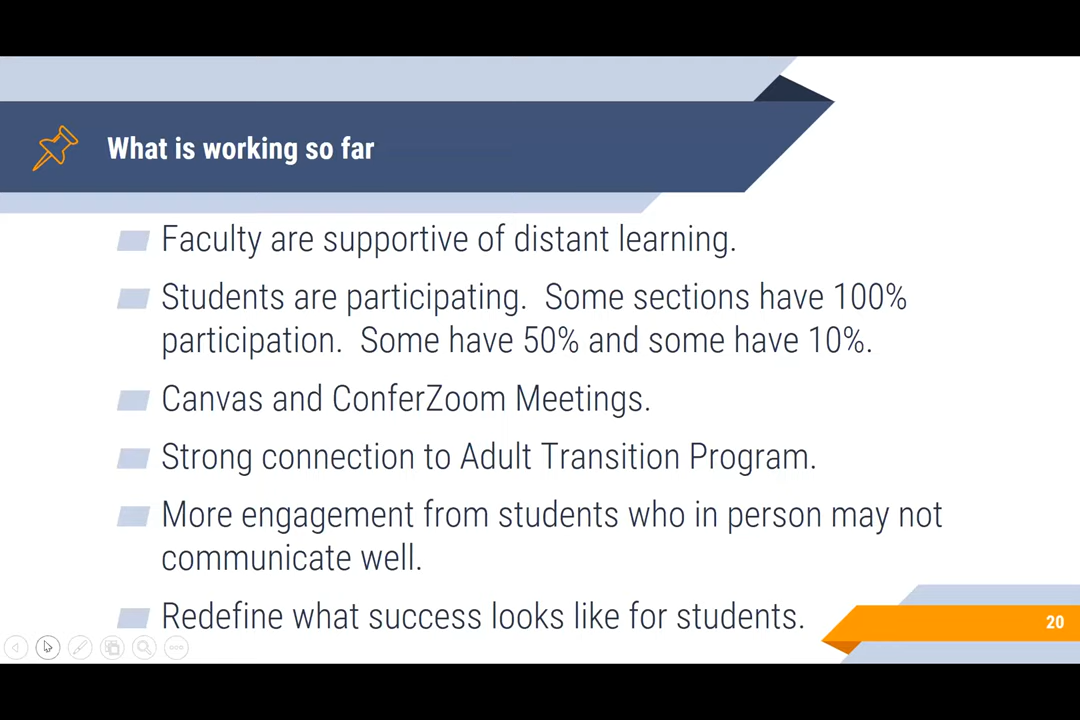 What is working so far
Faculty are supportive of distant learning.
Students are participating.  Some sections have 100%
participation.  Some have 50% and some have 10%.
Canvas and ConferZoom Meetings.
Strong connection to Adult Transition Program.
More engagement from students who in person may not
communicate well.
Redefine what success looks like for students.
20